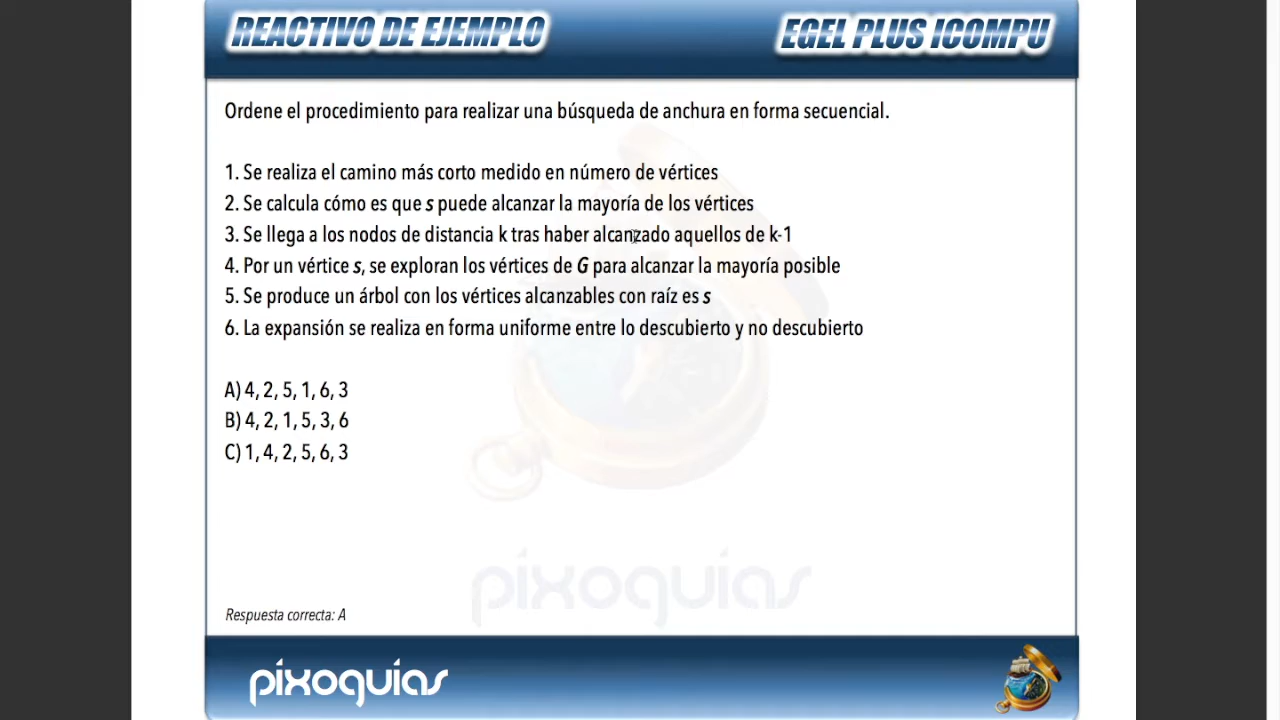 REACTIVO DE EJEMPLO
EGEL PLUS ICOMPU
Ordene el procedimiento para realizar una búsqueda de anchura en forma secuencial.
1. Se realiza el camino más corto medido en número de vértices
2. Se calcula cómo es que s puede alcanzar la mayoría de los vértices
3. Se llega a los nodos de distancia k tras haber alcanzado aquellos de k-1
4. Por un vértice s, se exploran los vértices de G para alcanzar la mayoría posible
5. Se produce un árbol con los vértices alcanzables con raíz es s
6. La expansión se realiza en forma uniforme entre lo descubierto y no descubierto
A) 4, 2, 5, 1, 6, 3
B) 4, 2, 1, 5, 3, 6
C) 1, 4, 2, 5, 6, 3
pixoguias
Respuesta correcta: A
pixoguias